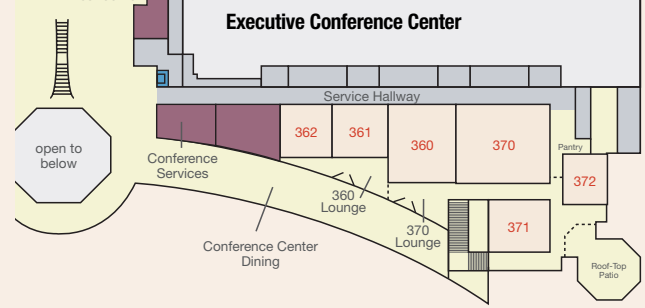 Executive Conference Center
Service Hallway
362
361
360
370
Pantry
open to
below
Conference
Services
372
360
Lounge
370
Lounge
371
Conference Center
Dining
Roof-Top
Patio